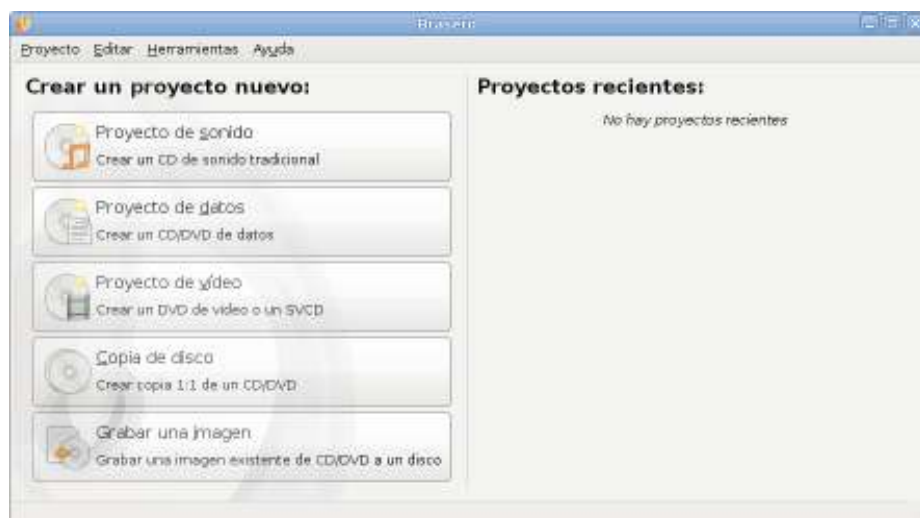 Brasero
Proyecto Editar Herramientas Ayuda
Crear un proyecto nuevo:
Proyecto de sonido
Crear un CD de sonido tradicional
Proyecto de datos
Crear un CD/DVD de datos
Proyecto de vídeo
Crear un DVD de video o un SVCD
Copia de disco
Crear copia 1:1 de un CD/DVD
Grabar una imagen
Grabar una imagen existente de CD/DVD a un disco
Proyectos recientes:
No hay proyectos recientes